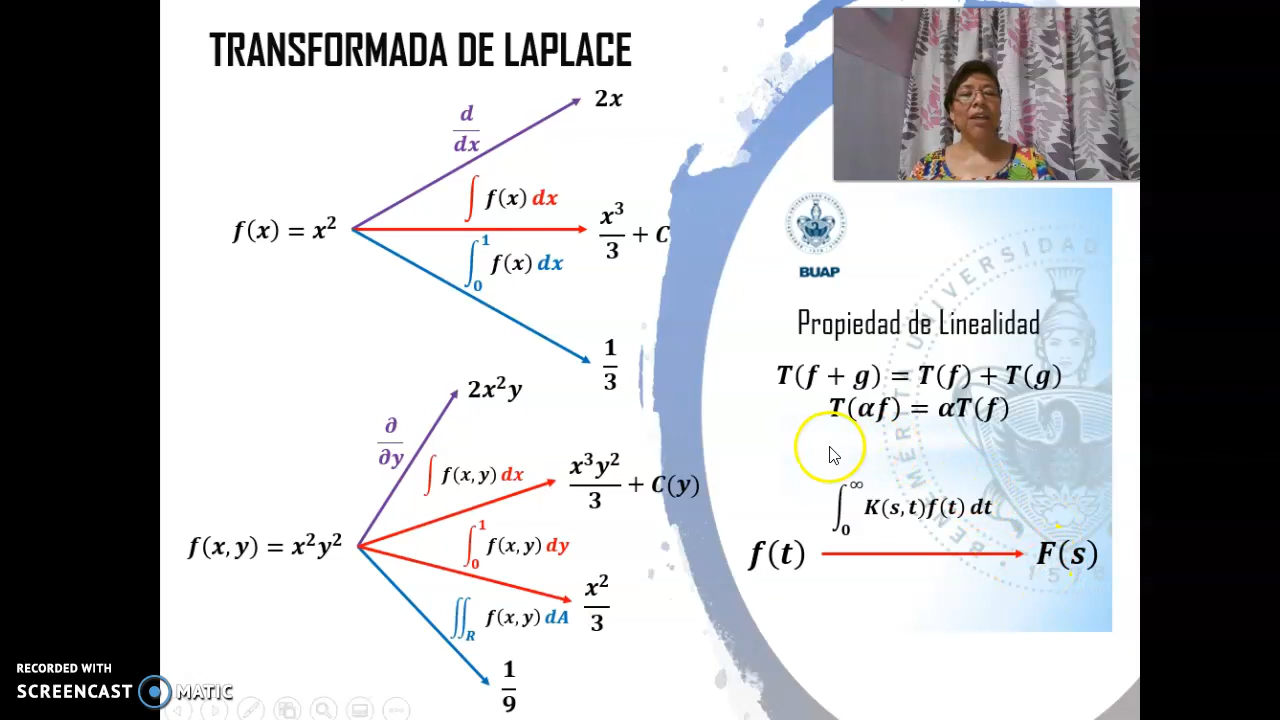 TRANSFORMADA DE LAPLACE
d/dx
2x
∫ f(x) dx
f(x) = x²
x³/3 + C
∫₀¹ f(x) dx
1/3
∂/∂y
2x²y
∫ f(x, y) dx
x³y²/3 + C(y)
f(x, y) = x²y²
∫₀¹ f(x, y) dy
x²/3
∬_R f(x, y) dA
1/9
BUAP
Propiedad de Linealidad
T(f + g) = T(f) + T(g)
T(αf) = αT(f)
∫₀^∞ K(s, t)f(t) dt
f(t)
F(s)
RECORDED WITH
SCREENCAST MATIC